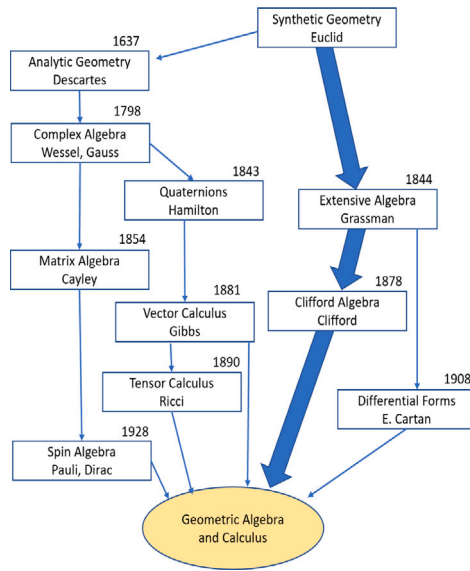 Synthetic Geometry
Euclid
1637
Analytic Geometry
Descartes
1798
Complex Algebra
Wessel, Gauss
1843
Quaternions
Hamilton
1844
Extensive Algebra
Grassman
1854
Matrix Algebra
Cayley
1878
Clifford Algebra
Clifford
1881
Vector Calculus
Gibbs
1890
Tensor Calculus
Ricci
1908
Differential Forms
E. Cartan
1928
Spin Algebra
Pauli, Dirac
Geometric Algebra
and Calculus